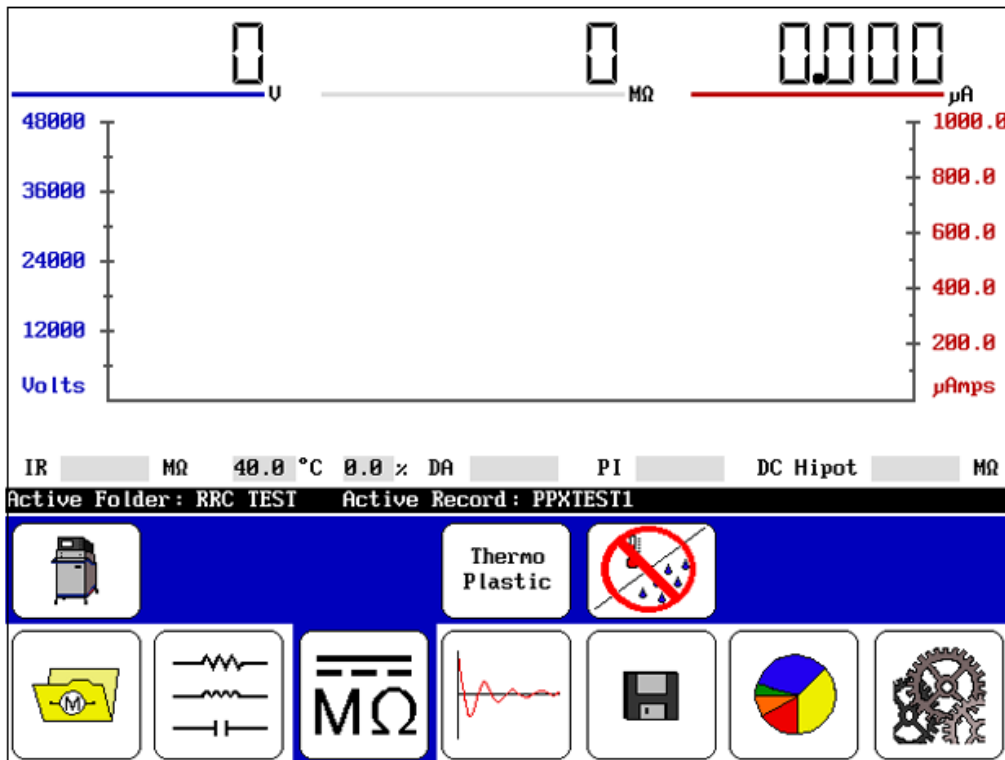 0 V 0 MΩ 0.000 µA
48000 1000.0
36000 800.0
24000 600.0
12000 400.0
Volts 200.0
µAmps
IR MΩ 40.0 °C 0.0 % DA PI DC Hipot MΩ
Active Folder: RRC TEST Active Record: PPXTEST1
Thermo
Plastic
M
MΩ